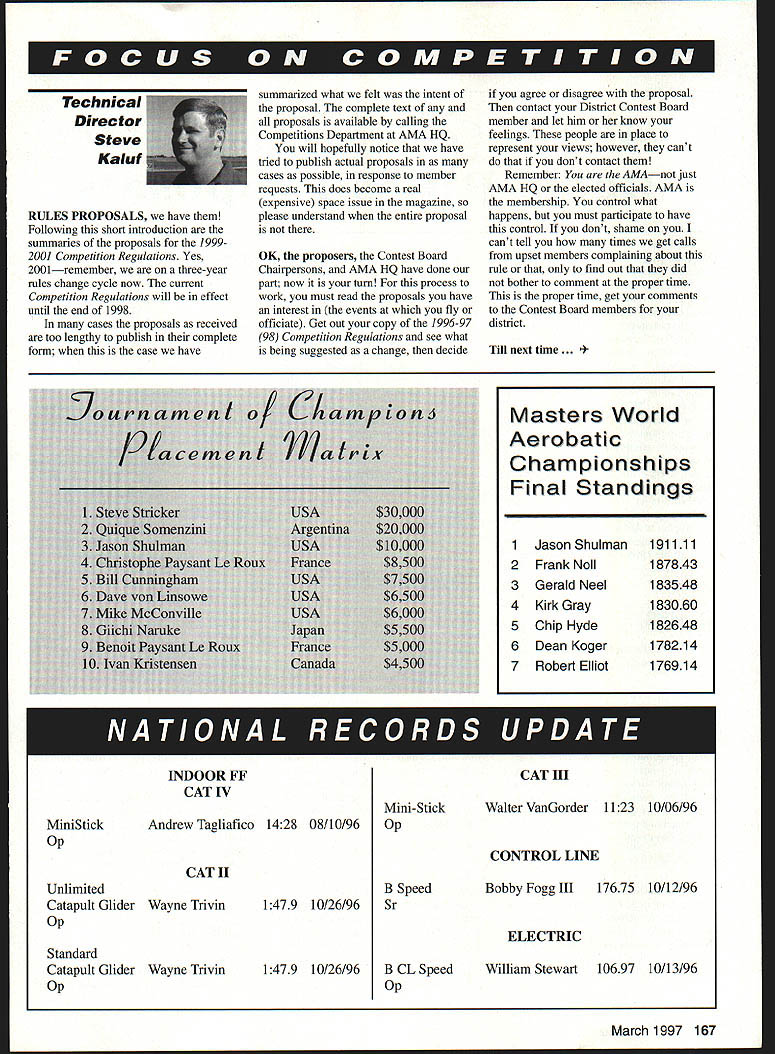 FOCUS ON COMPETITION
Technical
Director
Steve
Kaluf
RULES PROPOSALS, we have them!
Following this short introduction are the
summaries of the proposals for the 1999-
2001 Competition Regulations. Yes,
2001—remember, we are on a three-year
rules change cycle now. The current
Competition Regulations will be in effect
until the end of 1998.
In many cases the proposals as received
are too lengthy to publish in their complete
form; when this is the case we have
summarized what we felt was the intent of
the proposal. The complete text of any and
all proposals is available by calling the
Competitions Department at AMA HQ.
You will hopefully notice that we have
tried to publish actual proposals in as many
cases as possible, in response to member
requests. This does become a real
(expensive) space issue in the magazine, so
please understand when the entire proposal
is not there.
OK, the proposers, the Contest Board
Chairpersons, and AMA HQ have done our
part; now it is your turn! For this process to
work, you must read the proposals you have
an interest in (the events at which you fly or
officiate). Get out your copy of the 1996-97
(98) Competition Regulations and see what
is being suggested as a change, then decide
if you agree or disagree with the proposal.
Then contact your District Contest Board
member and let him or her know your
feelings. These people are in place to
represent your views; however, they can't
do that if you don't contact them!
Remember: You are the AMA—not just
AMA HQ or the elected officials. AMA is
the membership. You control what
happens, but you must participate to have
this control. If you don't, shame on you. I
can't tell you how many times we get calls
from upset members complaining about this
rule or that, only to find out that they did
not bother to comment at the proper time.
This is the proper time, get your comments
to the Contest Board members for your
district.
Till next time ... ✈
Tournament of Champions
Placement Matrix
1. Steve Stricker USA $30,000
2. Quique Somenzini Argentina $20,000
3. Jason Shulman USA $10,000
4. Christophe Paysant Le Roux France $8,500
5. Bill Cunningham USA $7,500
6. Dave von Linsowe USA $6,500
7. Mike McConville USA $6,000
8. Giichi Naruke Japan $5,500
9. Benoit Paysant Le Roux France $5,000
10. Ivan Kristensen Canada $4,500
Masters World
Aerobatic
Championships
Final Standings
1 Jason Shulman 1911.11
2 Frank Noll 1878.43
3 Gerald Neel 1835.48
4 Kirk Gray 1830.60
5 Chip Hyde 1826.48
6 Dean Koger 1782.14
7 Robert Elliot 1769.14
NATIONAL RECORDS UPDATE
INDOOR FF
CAT IV
MiniStick Andrew Tagliafico 14:28 08/10/96
Op
CAT II
Unlimited
Catapult Glider Wayne Trivin 1:47.9 10/26/96
Op
Standard
Catapult Glider Wayne Trivin 1:47.9 10/26/96
Op
CAT III
Mini-Stick Walter VanGorder 11:23 10/06/96
Op
CONTROL LINE
B Speed Bobby Fogg III 176.75 10/12/96
Sr
ELECTRIC
B CL Speed William Stewart 106.97 10/13/96
Op
March 1997 167